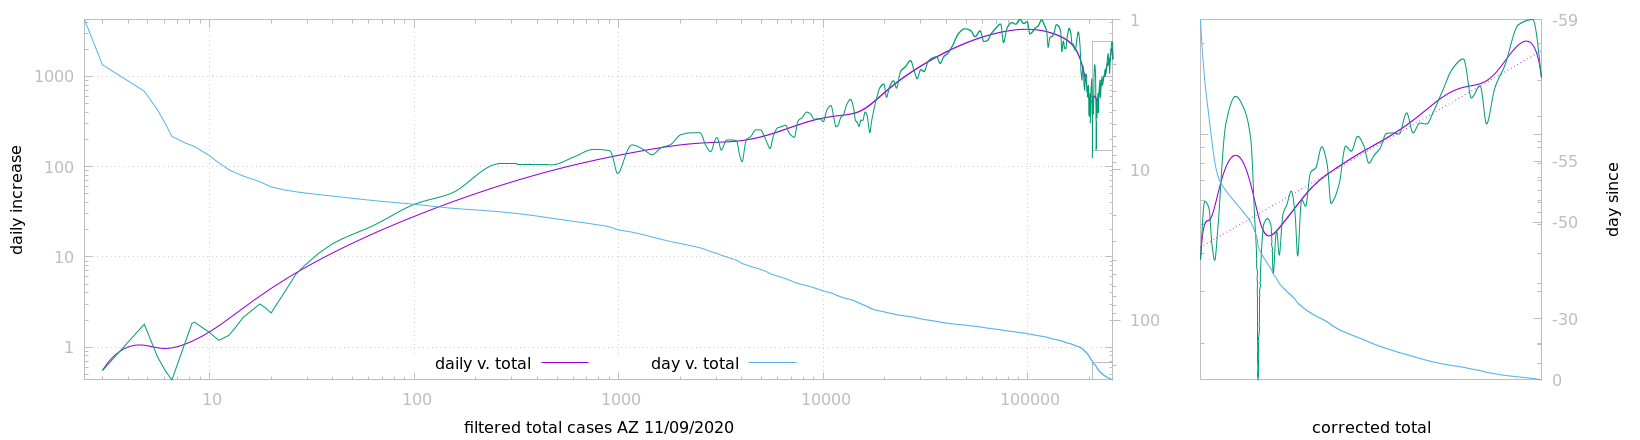 daily increase
1000
100
10
1
10
100
1000
10000
100000
1
10
100
daily v. total
day v. total
filtered total cases AZ 11/09/2020
-59
-55
-50
-30
0
day since
corrected total